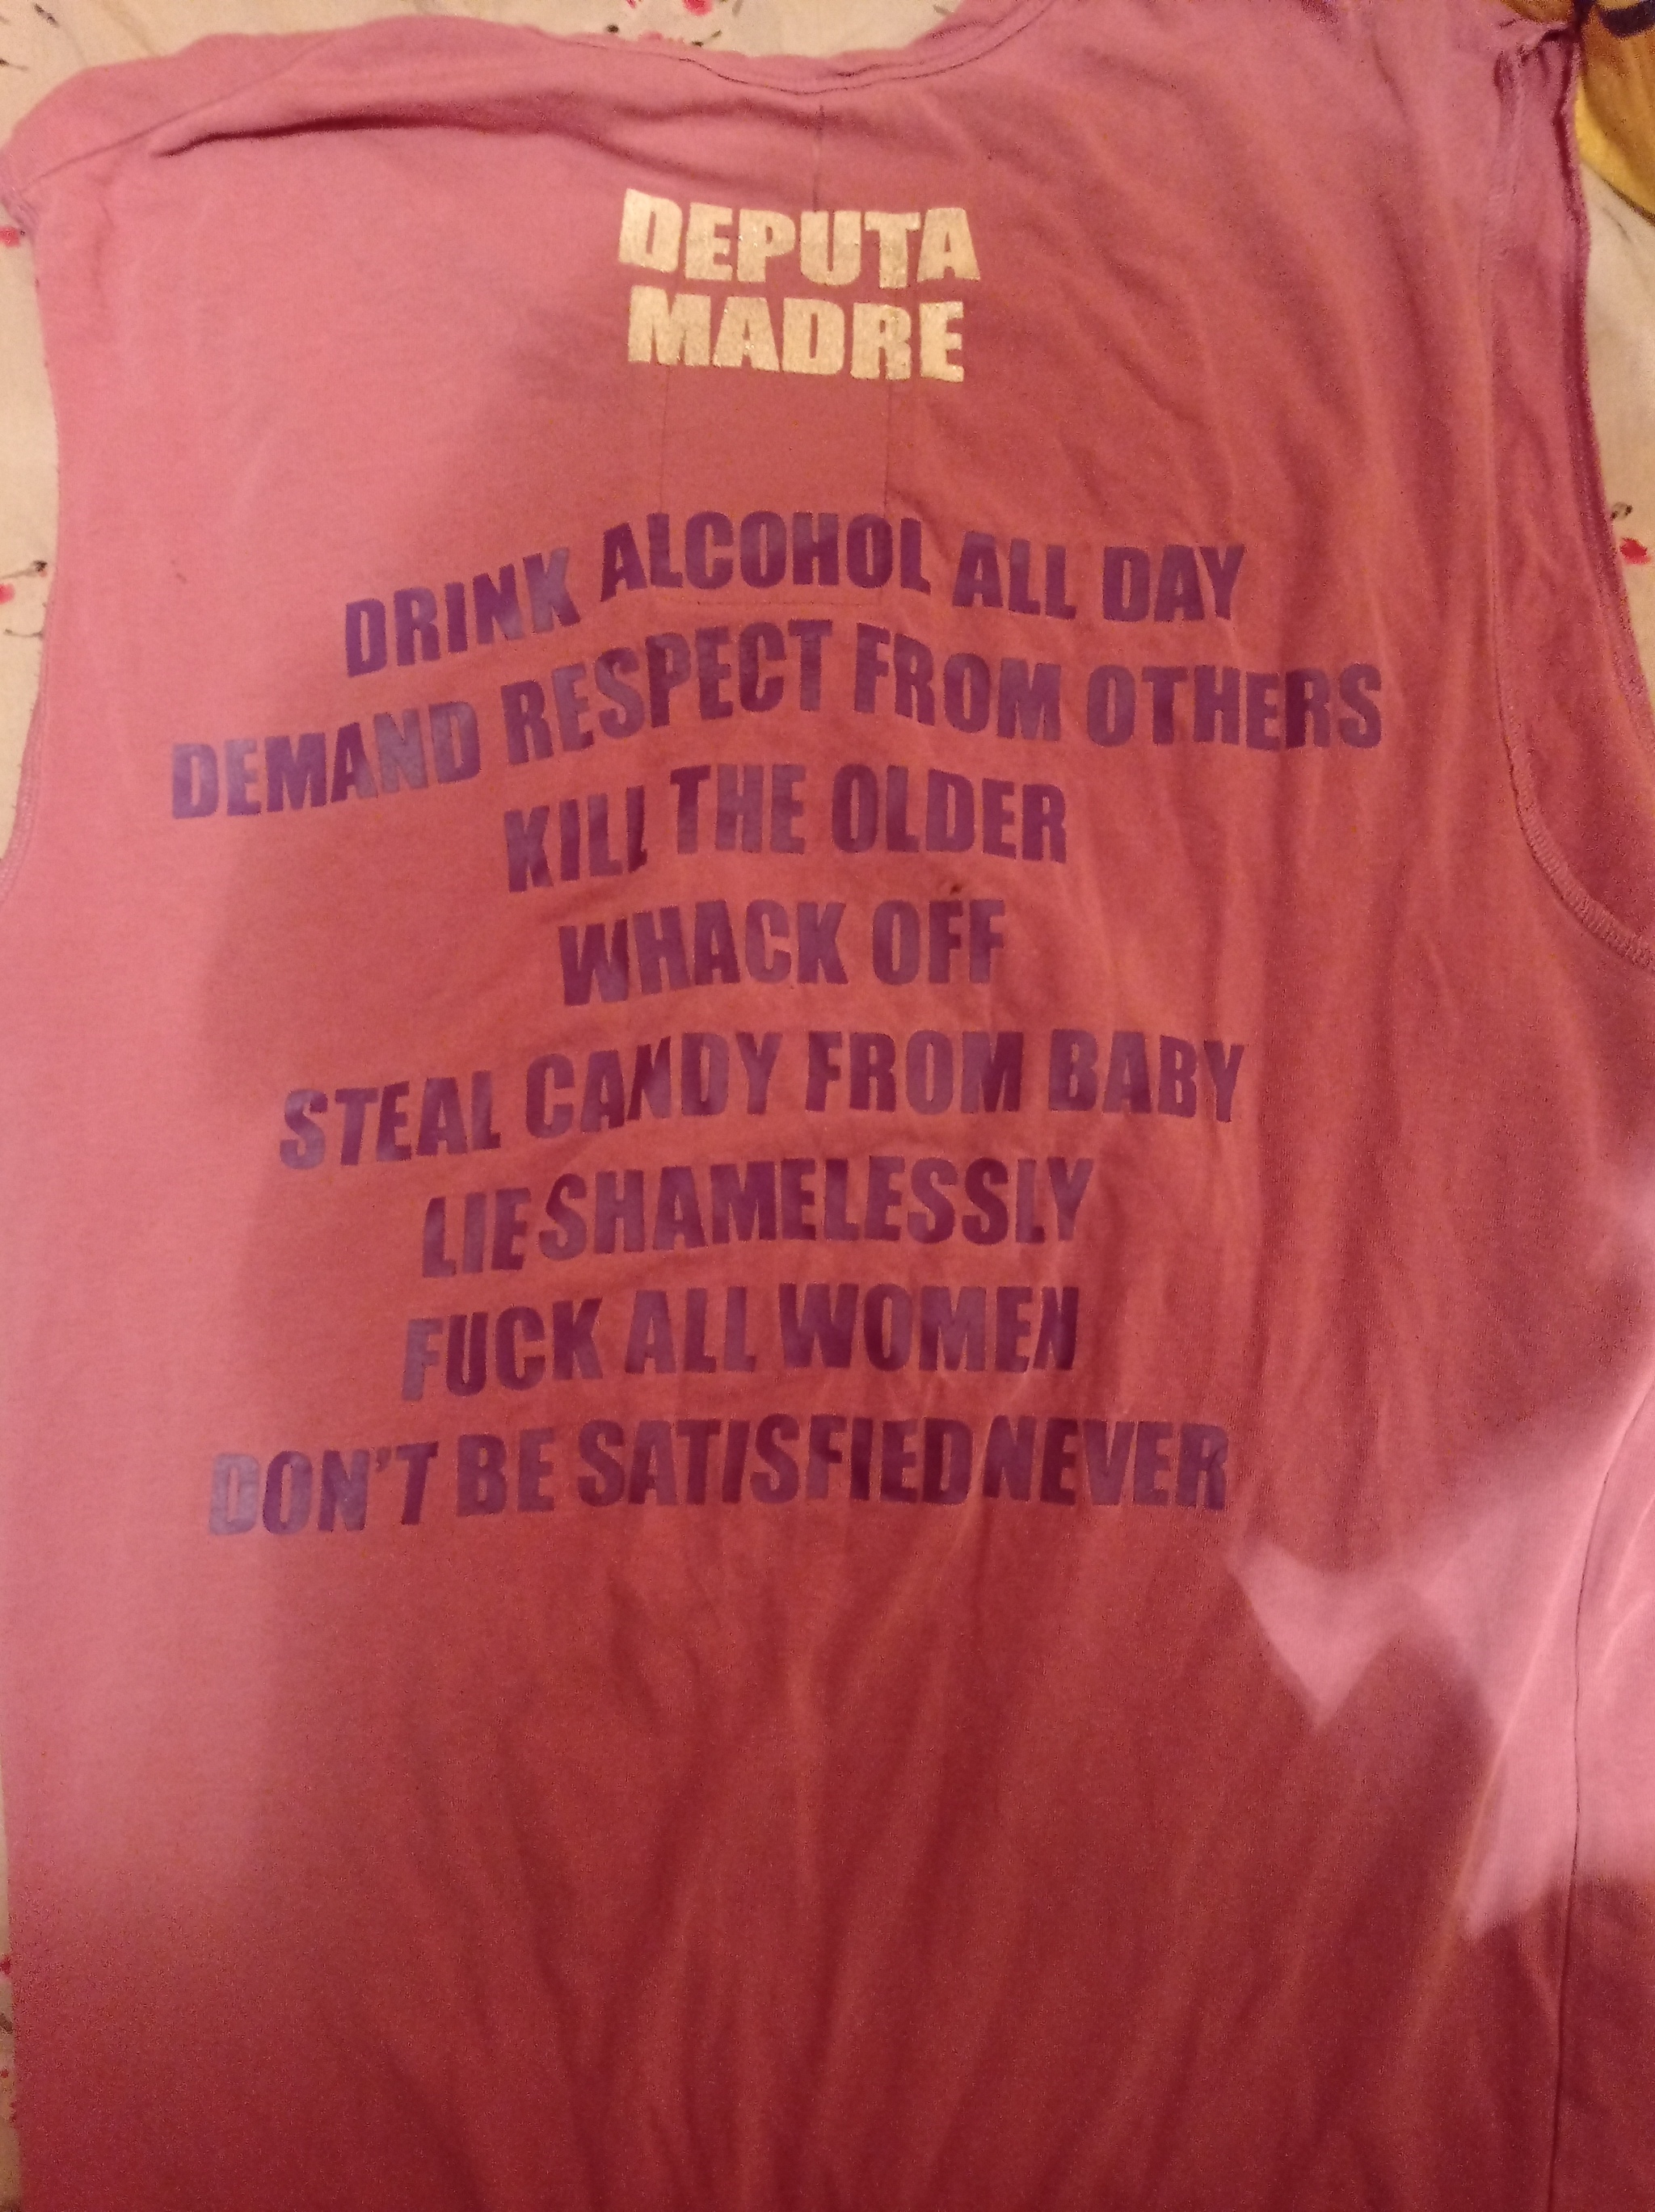 DEPUTA
MADRE
DRINK ALCOHOL ALL DAY
DEMAND RESPECT FROM OTHERS
KILL THE OLDER
WHACK OFF
STEAL CANDY FROM BABY
LIE SHAMELESSLY
FUCK ALL WOMEN
DON'T BE SATISFIED NEVER